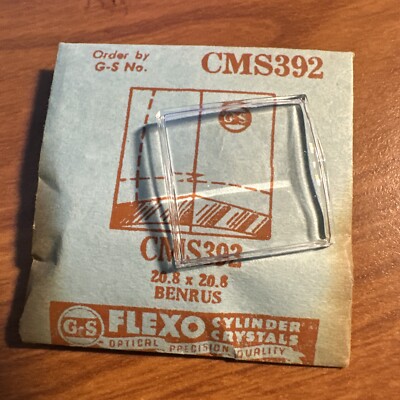 Order by
G-S No.
CMS392
G-S
CMS392
20.8 x 20.8
BENRUS
G-S
FLEXO CYLINDER CRYSTALS
OPTICAL PRECISION QUALITY